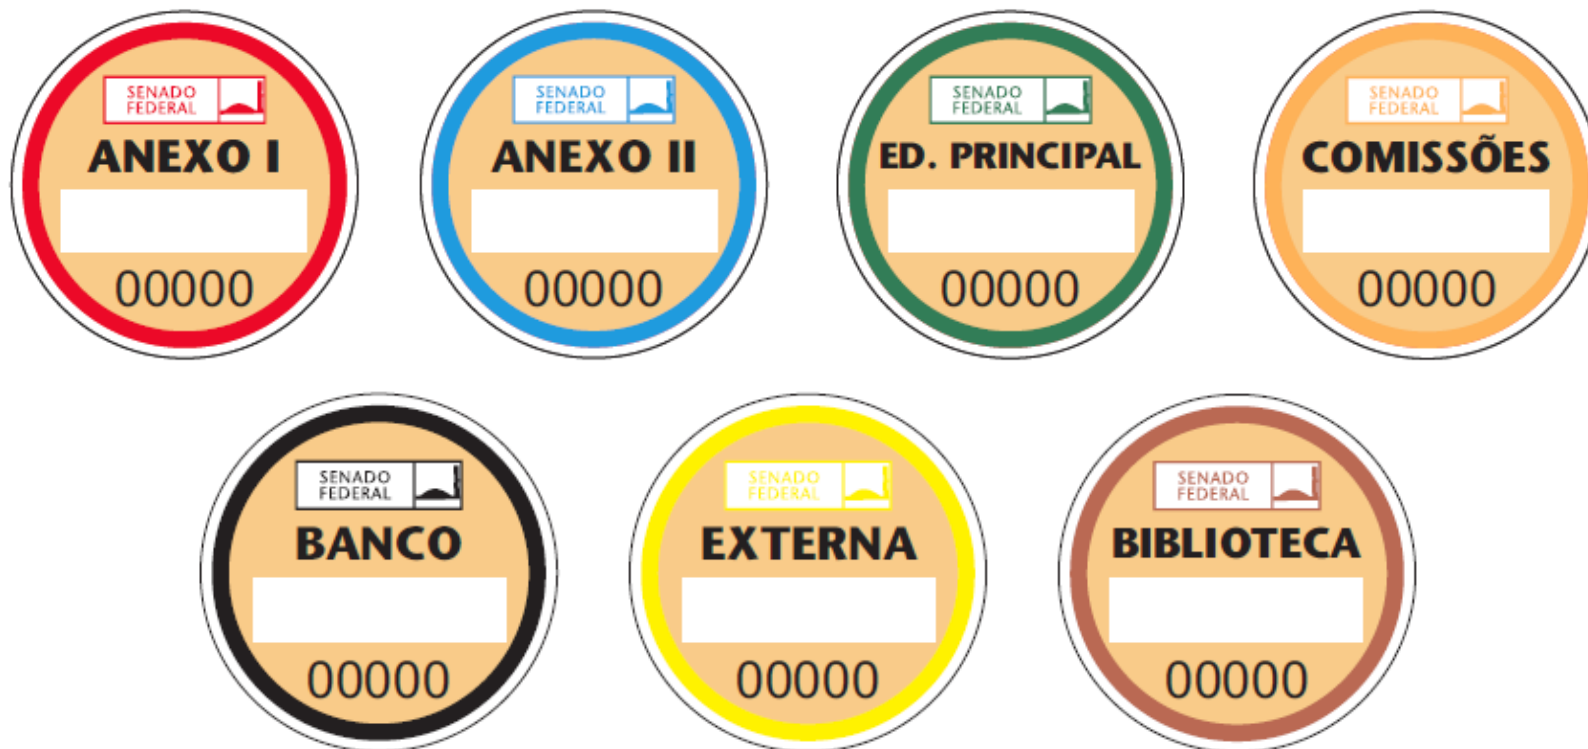 SENADO
FEDERAL
ANEXO I
00000
SENADO
FEDERAL
ANEXO II
00000
SENADO
FEDERAL
ED. PRINCIPAL
00000
SENADO
FEDERAL
COMISSÕES
00000
SENADO
FEDERAL
BANCO
00000
SENADO
FEDERAL
EXTERNA
00000
SENADO
FEDERAL
BIBLIOTECA
00000